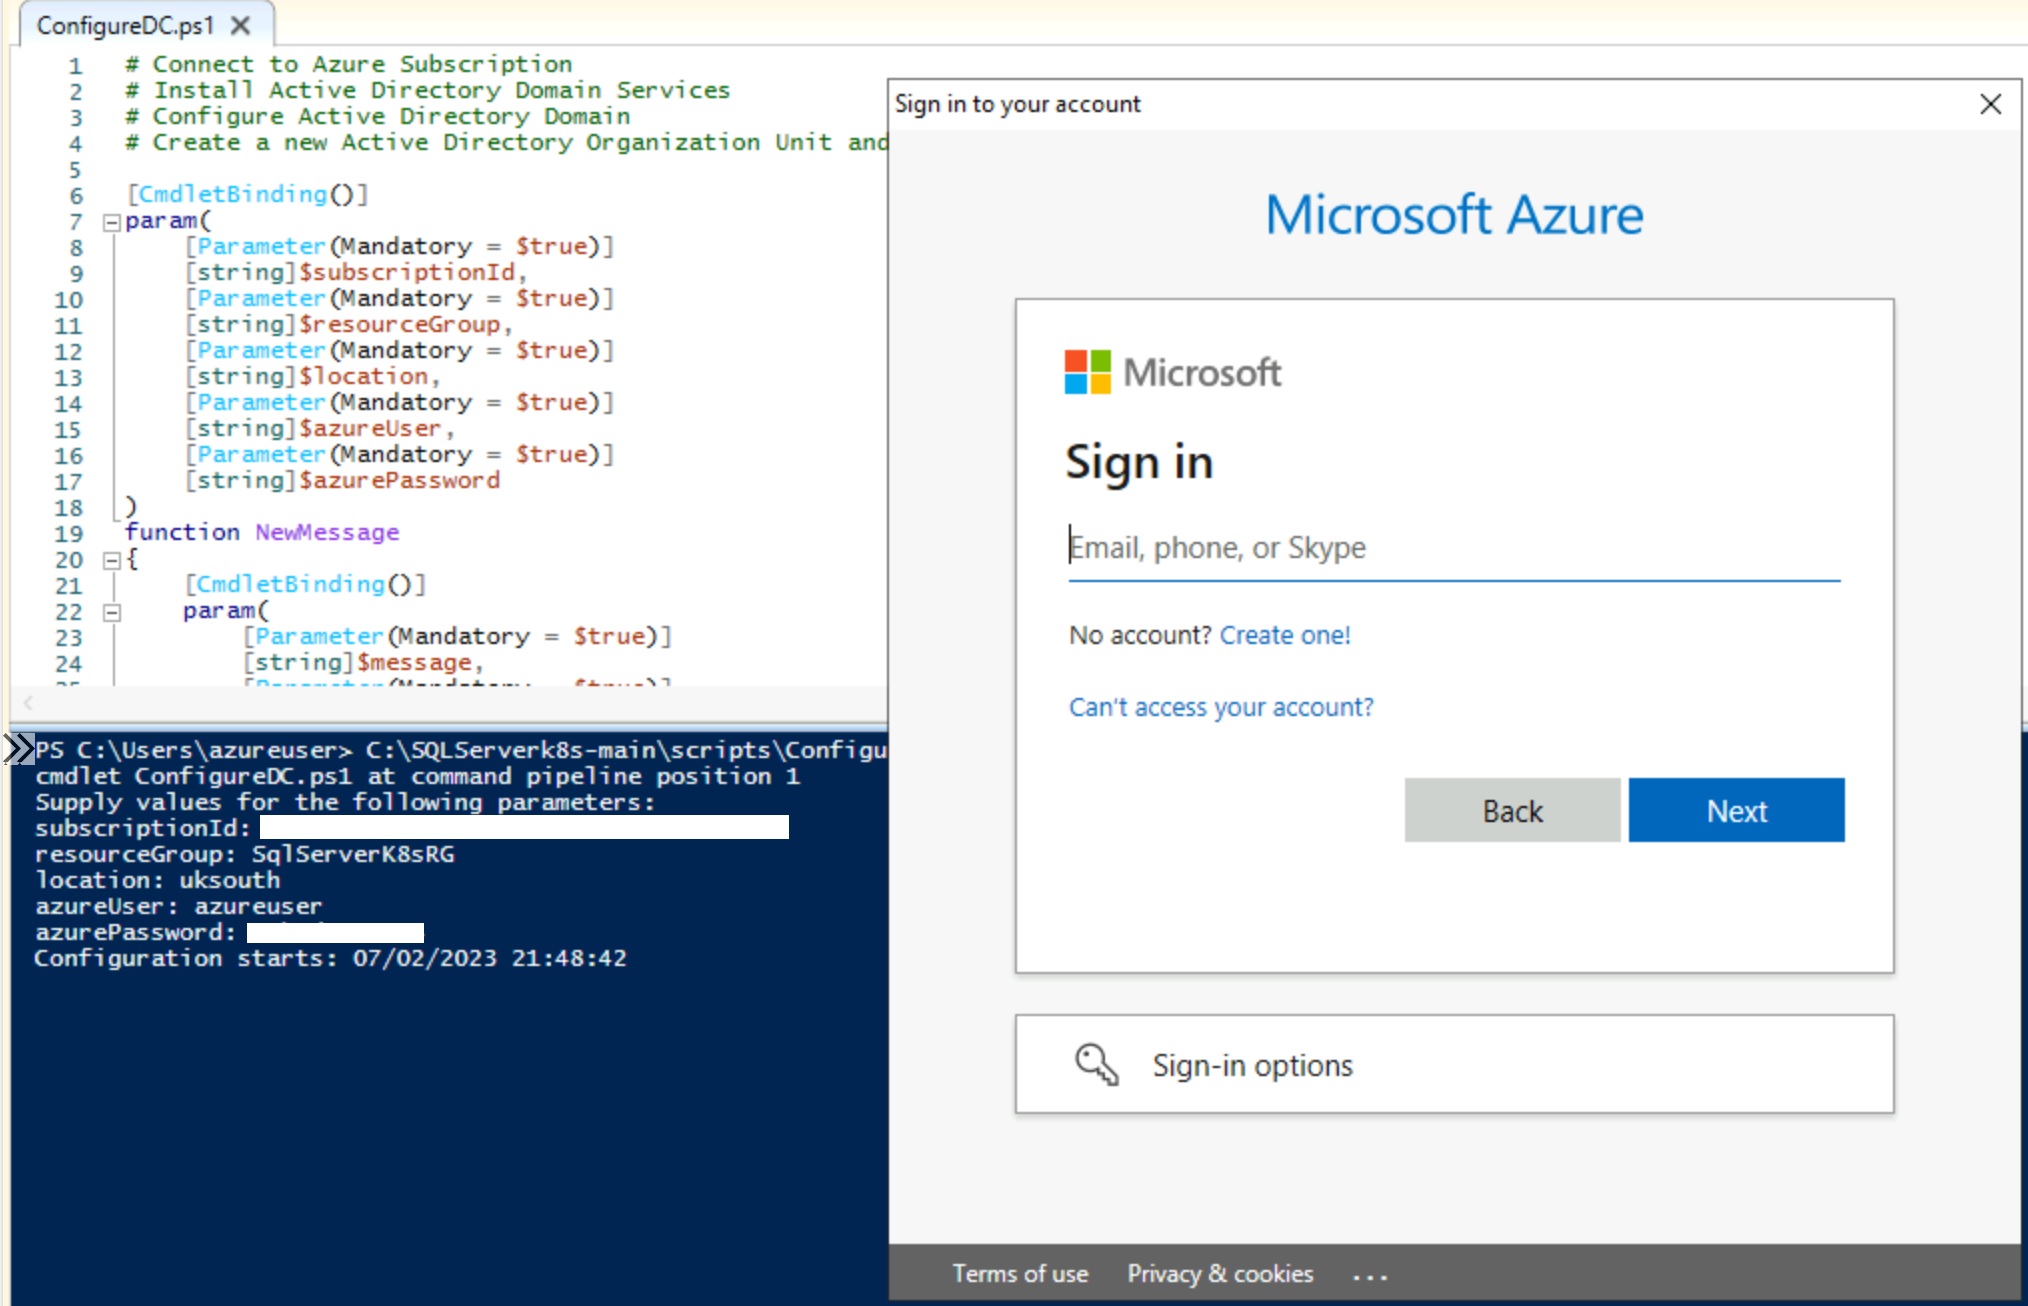 ConfigureDC.ps1
1 # Connect to Azure Subscription
2 # Install Active Directory Domain Services
3 # Configure Active Directory Domain
4 # Create a new Active Directory Organization Unit and
5
6 [CmdletBinding()]
7 param(
8 [Parameter(Mandatory = $true)]
9 [string]$subscriptionId,
10 [Parameter(Mandatory = $true)]
11 [string]$resourceGroup,
12 [Parameter(Mandatory = $true)]
13 [string]$location,
14 [Parameter(Mandatory = $true)]
15 [string]$azureUser,
16 [Parameter(Mandatory = $true)]
17 [string]$azurePassword
18 )
19 function NewMessage
20 {
21 [CmdletBinding()]
22 param(
23 [Parameter(Mandatory = $true)]
24 [string]$message,
25 [Parameter(Mandatory = $true)]
PS C:\Users\azureuser> C:\SQLServerk8s-main\scripts\Configu
cmdlet ConfigureDC.ps1 at command pipeline position 1
Supply values for the following parameters:
subscriptionId:
resourceGroup: SqlServerK8sRG
location: uksouth
azureUser: azureuser
azurePassword:
Configuration starts: 07/02/2023 21:48:42
Sign in to your account
Microsoft Azure
Microsoft
Sign in
Email, phone, or Skype
No account? Create one!
Can't access your account?
Back
Next
Sign-in options
Terms of use Privacy & cookies ...